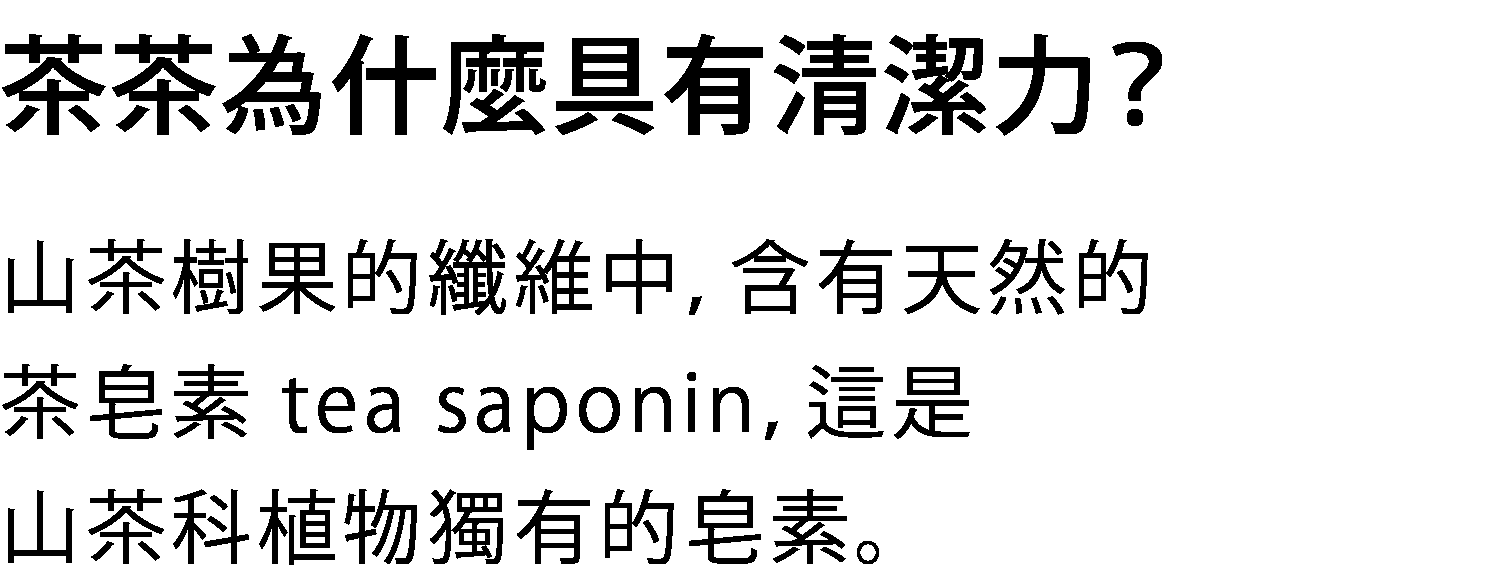 茶茶為什麼具有清潔力?
山茶樹果的纖維中, 含有天然的
茶皂素 tea saponin, 這是
山茶科植物獨有的皂素。